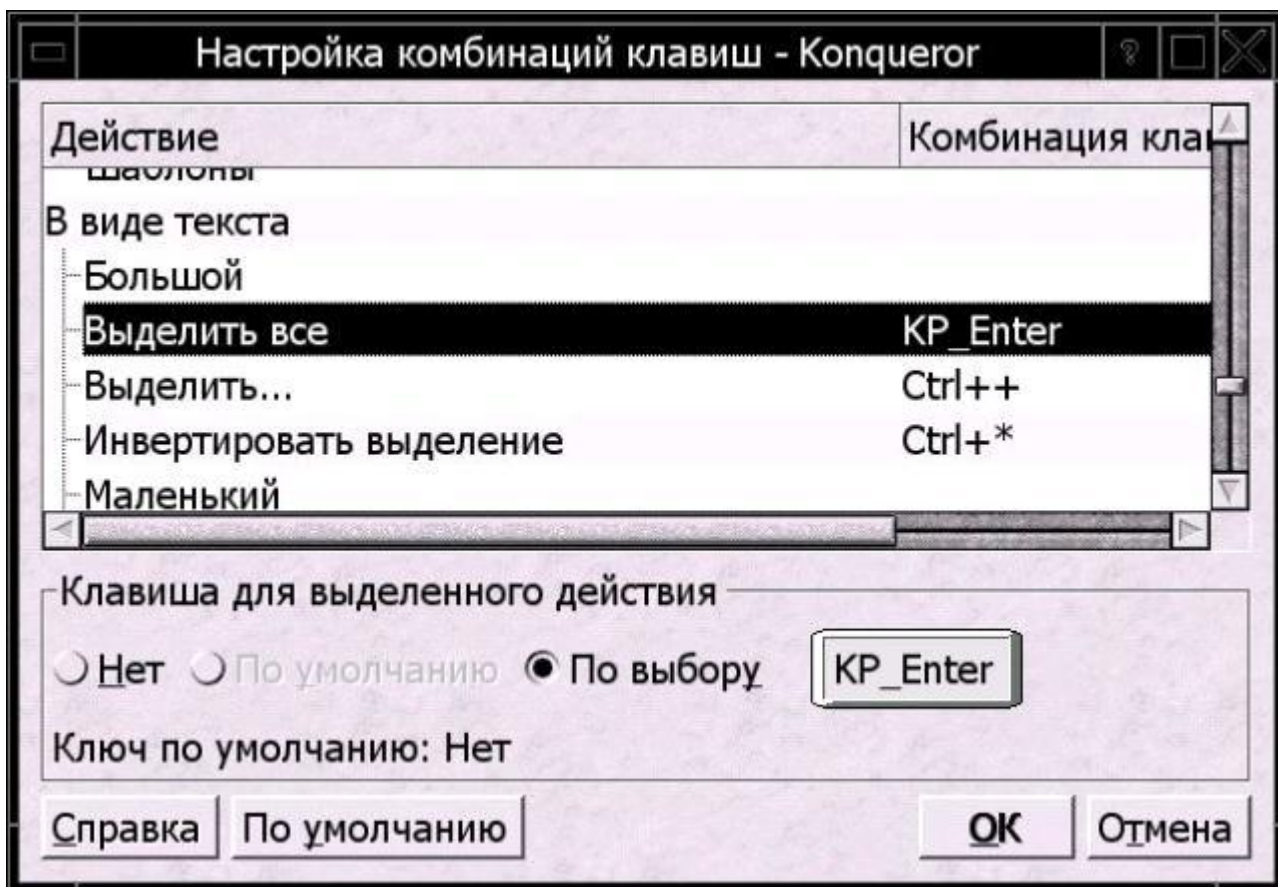 Настройка комбинаций клавиш - Konqueror
Действие Комбинация кла
Шаблоны
В виде текста
Большой
Выделить все KP_Enter
Выделить... Ctrl++
Инвертировать выделение Ctrl+*
Маленький
Клавиша для выделенного действия
Нет По умолчанию По выбору KP_Enter
Ключ по умолчанию: Нет
Справка По умолчанию OK Отмена